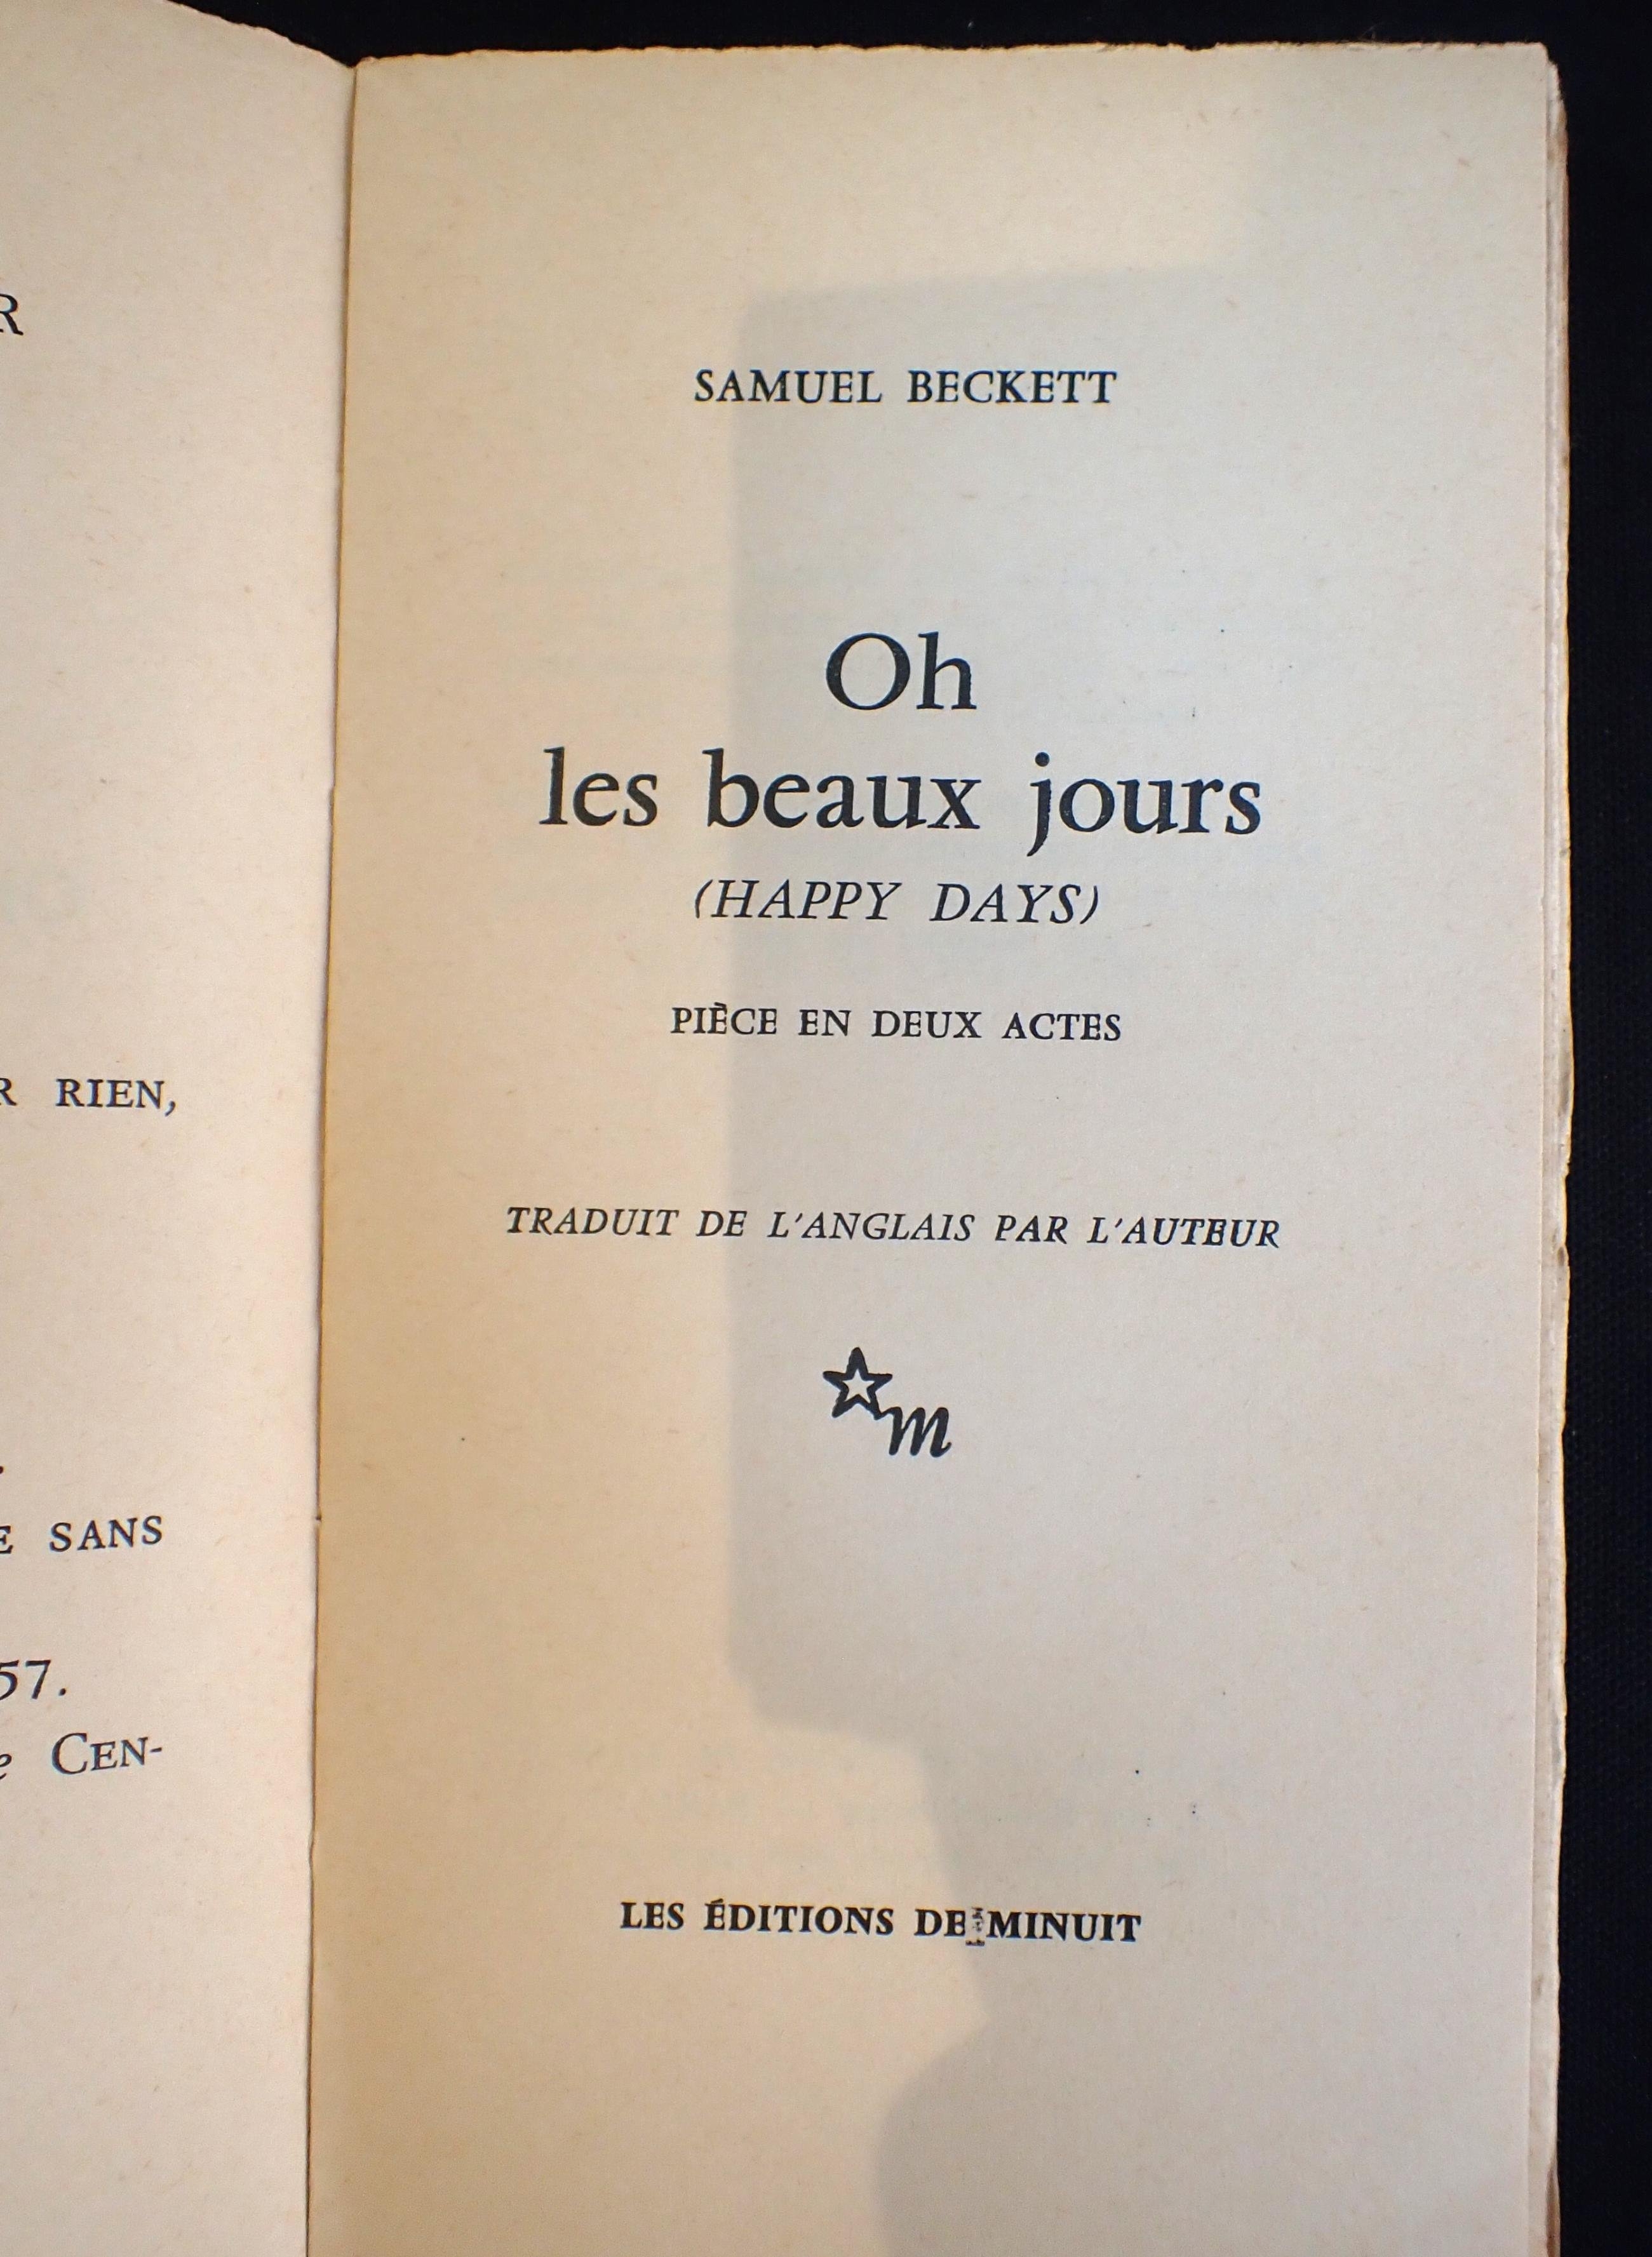 RIEN,
SANS
57.
CEN-
SAMUEL BECKETT
Oh
les beaux jours
(HAPPY DAYS)
PIÈCE EN DEUX ACTES
TRADUIT DE L'ANGLAIS PAR L'AUTEUR
m
LES ÉDITIONS DE MINUIT